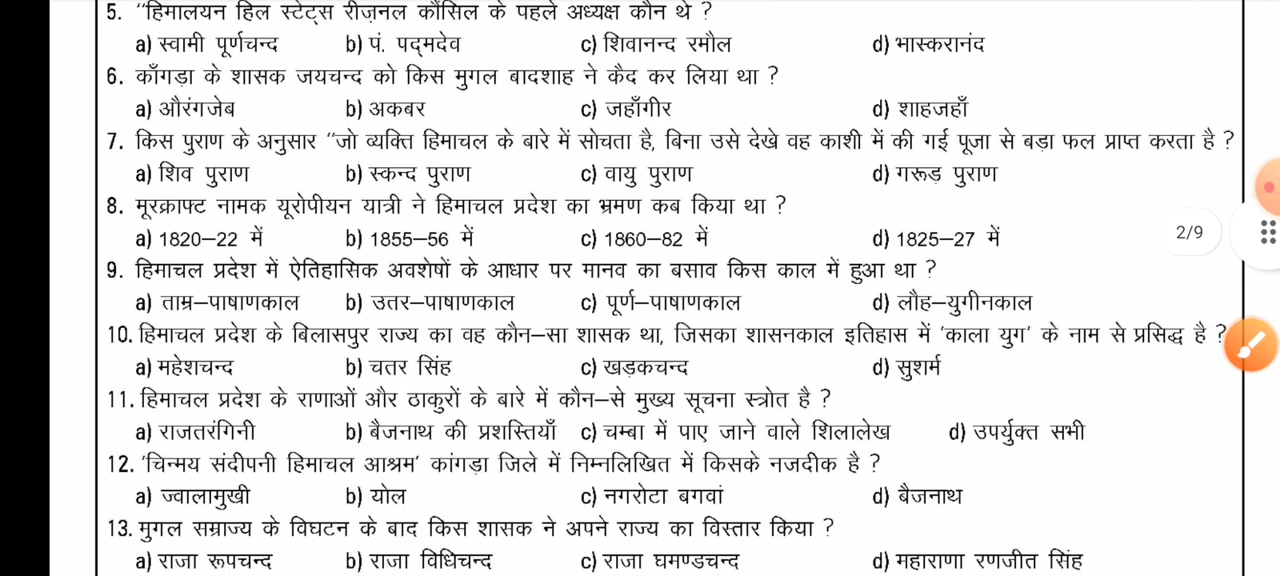 5. "हिमालयन हिल स्टेट्स रीज़नल कौंसिल के पहले अध्यक्ष कौन थे ?
a) स्वामी पूर्णचन्द b) पं. पद्मदेव c) शिवानन्द रमौल d) भास्करानंद
6. काँगड़ा के शासक जयचन्द को किस मुगल बादशाह ने कैद कर लिया था ?
a) औरंगजेब b) अकबर c) जहाँगीर d) शाहजहाँ
7. किस पुराण के अनुसार "जो व्यक्ति हिमाचल के बारे में सोचता है, बिना उसे देखे वह काशी में की गई पूजा से बड़ा फल प्राप्त करता है ?
a) शिव पुराण b) स्कन्द पुराण c) वायु पुराण d) गरूड़ पुराण
8. मूरक्राफ्ट नामक यूरोपीयन यात्री ने हिमाचल प्रदेश का भ्रमण कब किया था ?
a) 1820–22 में b) 1855–56 में c) 1860–82 में d) 1825–27 में
2/9
9. हिमाचल प्रदेश में ऐतिहासिक अवशेषों के आधार पर मानव का बसाव किस काल में हुआ था ?
a) ताम्र–पाषाणकाल b) उतर–पाषाणकाल c) पूर्ण–पाषाणकाल d) लौह–युगीनकाल
10. हिमाचल प्रदेश के बिलासपुर राज्य का वह कौन–सा शासक था, जिसका शासनकाल इतिहास में 'काला युग' के नाम से प्रसिद्ध है ?
a) महेशचन्द b) चतर सिंह c) खड़कचन्द d) सुशर्म
11. हिमाचल प्रदेश के राणाओं और ठाकुरों के बारे में कौन–से मुख्य सूचना स्त्रोत है ?
a) राजतरंगिनी b) बैजनाथ की प्रशस्तियाँ c) चम्बा में पाए जाने वाले शिलालेख d) उपर्युक्त सभी
12. 'चिन्मय संदीपनी हिमाचल आश्रम' कांगड़ा जिले में निम्नलिखित में किसके नजदीक है ?
a) ज्वालामुखी b) योल c) नगरोटा बगवां d) बैजनाथ
13. मुगल सम्राज्य के विघटन के बाद किस शासक ने अपने राज्य का विस्तार किया ?
a) राजा रूपचन्द b) राजा विधिचन्द c) राजा घमण्डचन्द d) महाराणा रणजीत सिंह